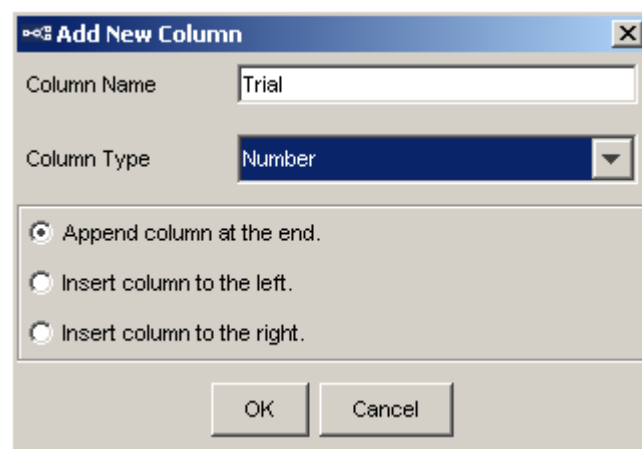 Add New Column
Column Name Trial
Column Type Number
Append column at the end.
Insert column to the left.
Insert column to the right.
OK Cancel